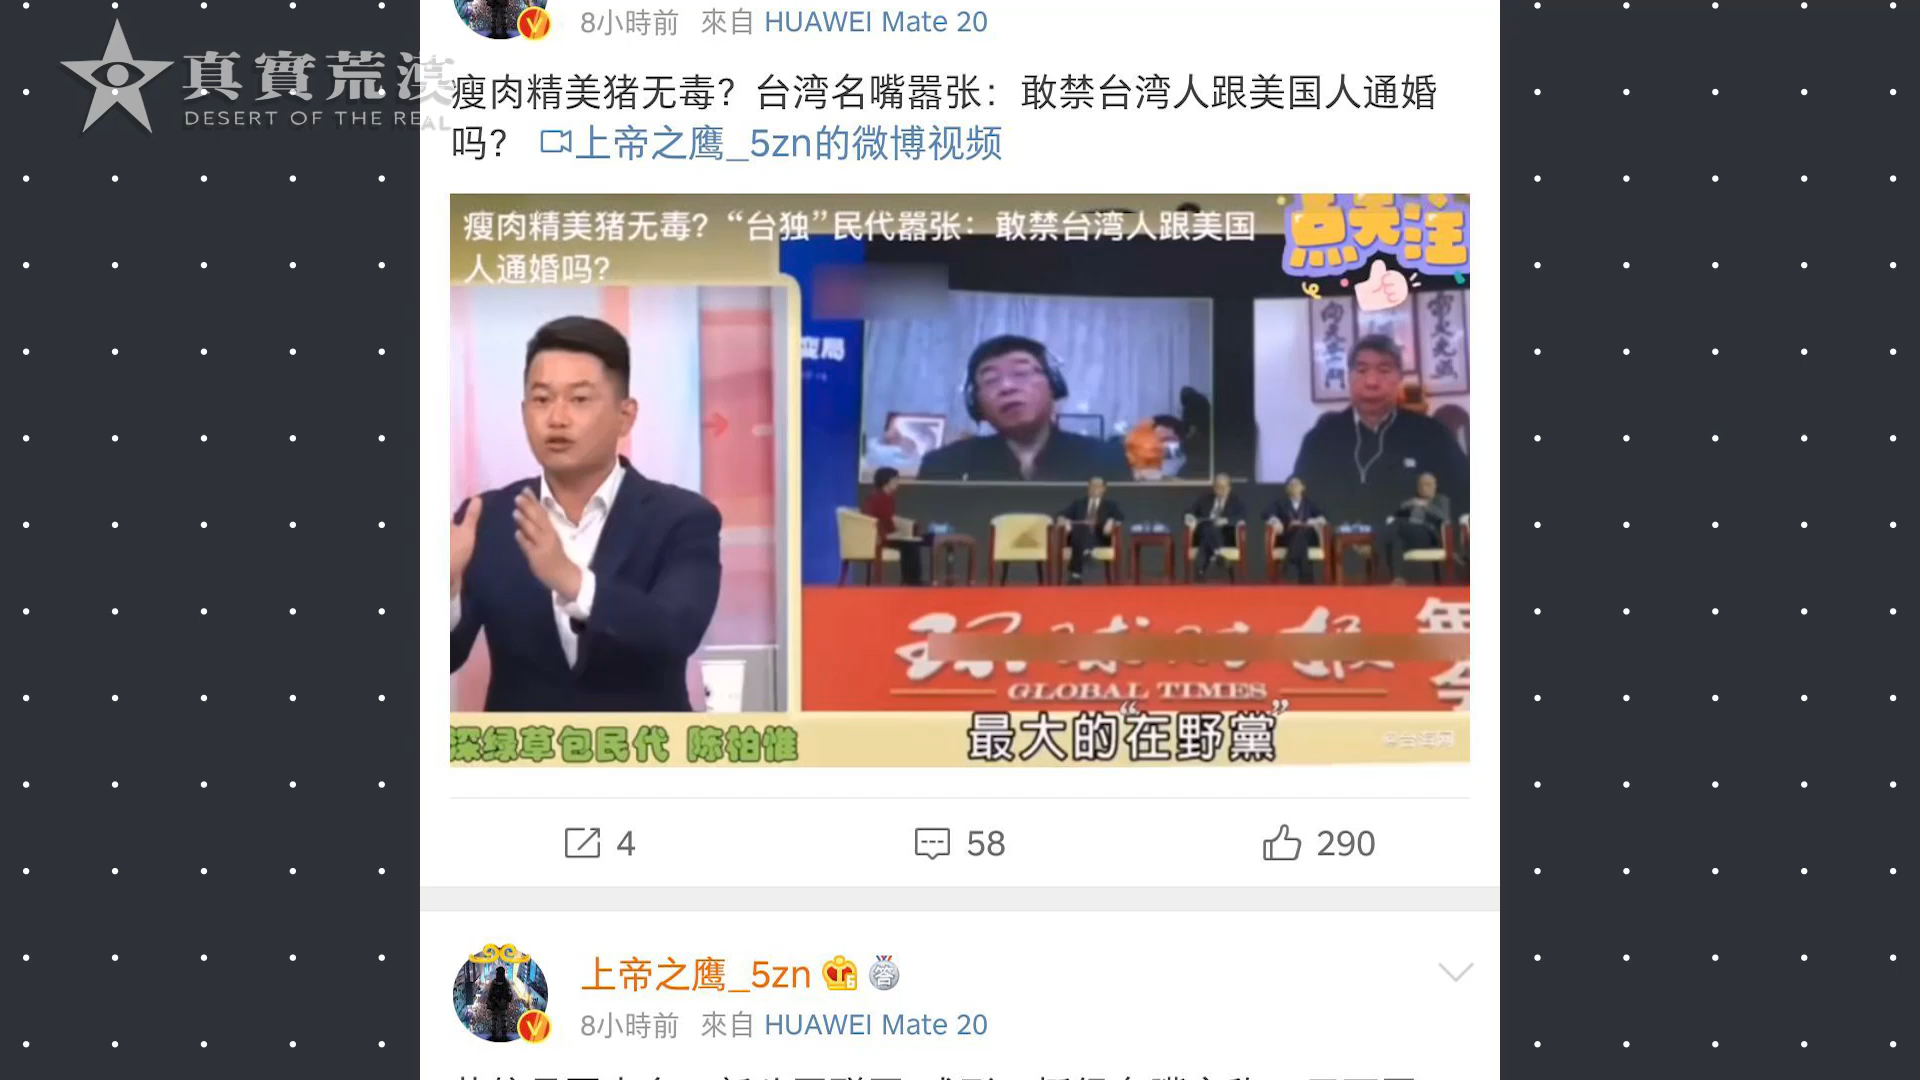 真實荒漠
DESERT OF THE REAL
8小時前 來自 HUAWEI Mate 20
瘦肉精美猪无毒？台湾名嘴嚣张：敢禁台湾人跟美国人通婚
吗？ 上帝之鹰_5zn的微博视频
瘦肉精美猪无毒？“台独”民代嚣张：敢禁台湾人跟美国
人通婚吗？
点关注
变局
GLOBAL TIMES
最大的“在野黨”
深绿草包民代 陈柏惟
@台海网
4
58
290
上帝之鹰_5zn
8小時前 來自 HUAWEI Mate 20